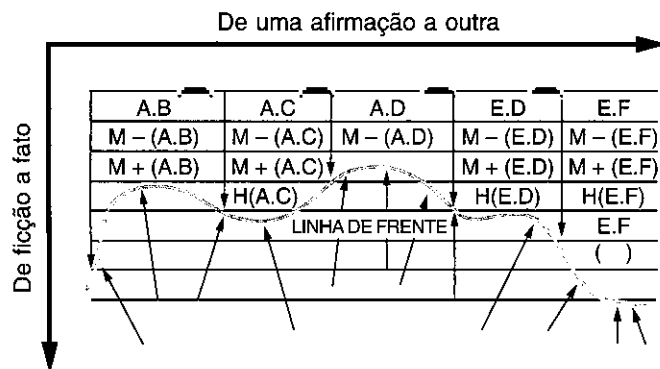 De uma afirmação a outra
De ficção a fato
A.B A.C A.D E.D E.F
M – (A.B) M – (A.C) M – (A.D) M – (E.D) M – (E.F)
M + (A.B) M + (A.C) M + (E.D) M + (E.F)
H(A.C) H(E.D) H(E.F)
LINHA DE FRENTE E.F
( )